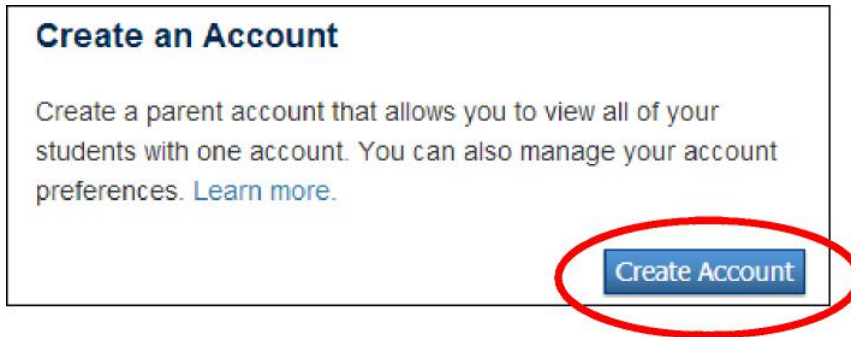 Create an Account
Create a parent account that allows you to view all of your
students with one account. You can also manage your account
preferences. Learn more.
Create Account